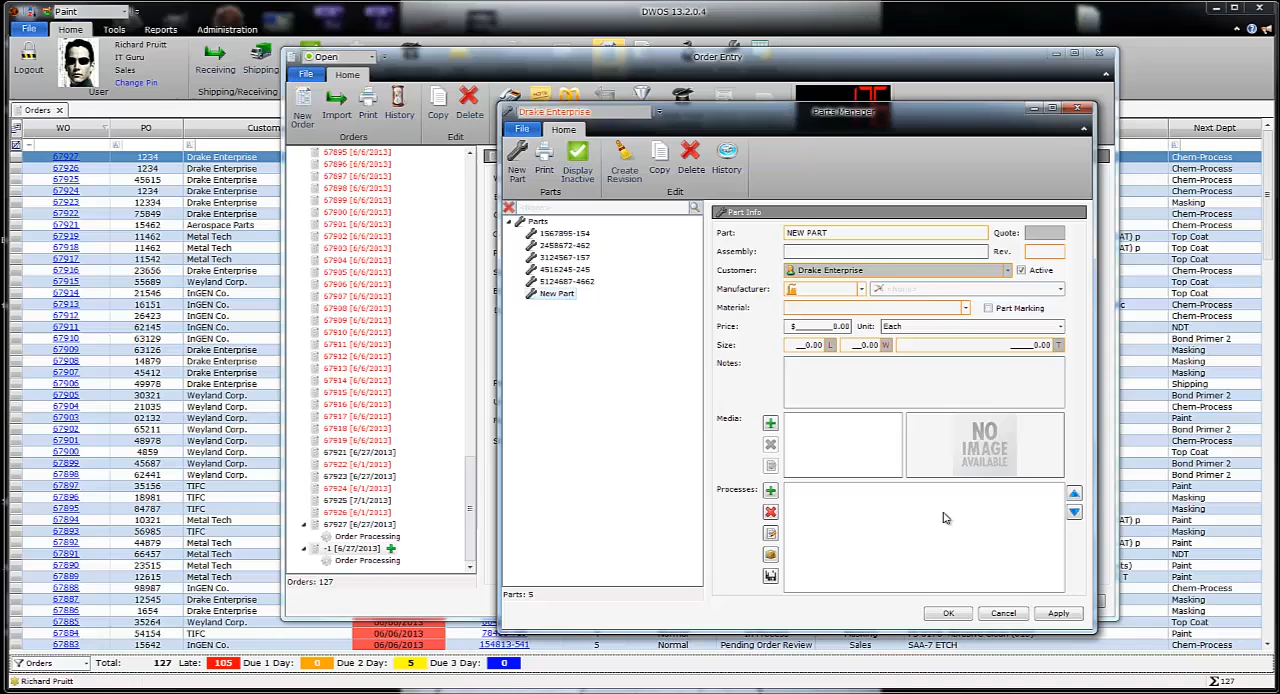 Paint
DWOS 13.2.0.4
File Home Tools Reports Administration
Logout
Richard Pruitt
IT Guru
Sales
Change Pin
User
Receiving Shipping
Shipping/Receiving
Orders
WO PO Custom Next Dept
67927 1234 Drake Enterprise Chem-Process
67926 1234 Drake Enterprise Chem-Process
67925 45615 Drake Enterprise Chem-Process
67924 1234 Drake Enterprise Chem-Process
67923 12334 Drake Enterprise Masking
67922 75849 Drake Enterprise Chem-Process
67921 15462 Aerospace Parts Chem-Process
67919 11462 Metal Tech Top Coat
67918 11462 Metal Tech Top Coat
67917 11542 Metal Tech Top Coat
67916 23656 Drake Enterprise Masking
67915 55689 Weyland Corp. Top Coat
67914 21546 InGEN Co. Chem-Process
67913 16151 InGEN Co. Chem-Process
67912 26423 InGEN Co. Chem-Process
67911 62145 InGEN Co. NDT
67910 63129 InGEN Co. Bond Primer 2
67909 63126 Drake Enterprise Masking
67908 14879 Drake Enterprise Masking
67907 45412 Drake Enterprise Masking
67906 49978 Drake Enterprise Shipping
67905 30321 Weyland Corp. Bond Primer 2
67904 21035 Weyland Corp. Top Coat
67903 02132 Weyland Corp. Paint
67902 65211 Weyland Corp. Bond Primer 2
67901 48978 Weyland Corp. Chem-Process
67900 4859 Weyland Corp. Masking
67899 45687 Weyland Corp. Bond Primer 2
67898 62441 Weyland Corp. Bond Primer 2
67897 35156 TIFC Paint
67896 18981 TIFC Masking
67895 84787 TIFC Masking
67894 10321 Metal Tech Paint
67893 56985 TIFC Masking
67892 44879 Metal Tech Paint
67891 66457 Metal Tech NDT
67890 23515 Metal Tech Paint
67889 12615 Metal Tech NDT
67888 98987 InGEN Co. Chem-Process
67887 12545 Drake Enterprise Masking
67886 1654 Drake Enterprise Masking
67885 35264 Weyland Corp. Chem-Process
67884 54154 TIFC 06/06/2013 Masking
67883 15642 InGEN Co. 06/06/2013 154813-541 5 Normal Pending Order Review Sales SAA-7 ETCH Chem-Process
Orders Total: 127 Late: 105 Due 1 Day: 0 Due 2 Day: 5 Due 3 Day: 0
Richard Pruitt Σ127
Open
Order Entry
File Home
New Order Import Print History Copy Delete
Orders Edit
67895 [6/6/2013]
67896 [6/6/2013]
67897 [6/6/2013]
67898 [6/6/2013]
67899 [6/6/2013]
67900 [6/6/2013]
67901 [6/6/2013]
67902 [6/6/2013]
67903 [6/6/2013]
67904 [6/6/2013]
67905 [6/6/2013]
67906 [6/6/2013]
67907 [6/6/2013]
67908 [6/6/2013]
67909 [6/6/2013]
67910 [6/6/2013]
67911 [6/6/2013]
67912 [6/6/2013]
67913 [6/6/2013]
67914 [6/6/2013]
67915 [6/6/2013]
67916 [6/6/2013]
67917 [6/6/2013]
67918 [6/6/2013]
67919 [6/6/2013]
67921 [6/27/2013]
67922 [6/1/2013]
67923 [6/27/2013]
67924 [6/1/2013]
67925 [7/1/2013]
67926 [6/1/2013]
67927 [6/27/2013]
Order Processing
-1 [6/27/2013]
Order Processing
Orders: 127
Drake Enterprise
Parts Manager
File Home
New Part Print Display Inactive Create Revision Copy Delete History
Parts Edit
Parts
1567895-154
2458672-462
3124567-157
4516245-245
5124687-4662
New Part
Parts: 5
Part Info
Part: NEW PART Quote:
Assembly: Rev.
Customer: Drake Enterprise Active
Manufacturer: <none>
Material: Part Marking
Price: $_______0.00 Unit: Each
Size: __0.00 L __0.00 W _____0.00 T
Notes:
Media:
NO IMAGE AVAILABLE
Processes:
OK Cancel Apply